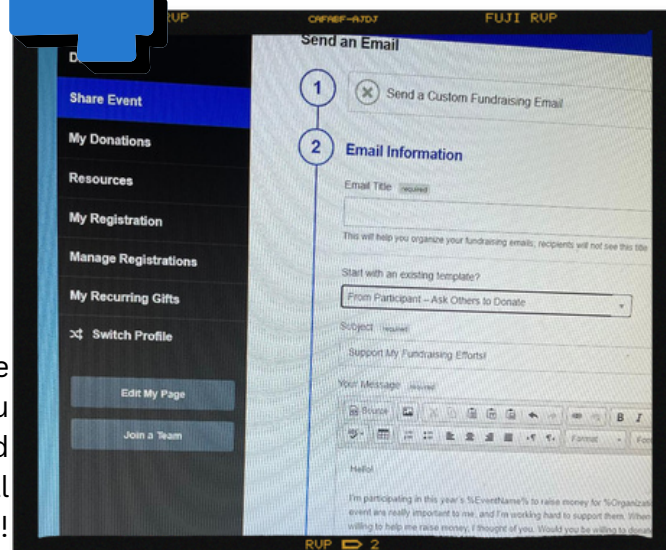 RUP
CAFABF-AJDJ
FUJI RUP
D
Share Event
My Donations
Resources
My Registration
Manage Registrations
My Recurring Gifts
Switch Profile
Edit My Page
Join a Team
Send an Email
1
Send a Custom Fundraising Email
2
Email Information
Email Title required
This will help you organize your fundraising emails; recipients will not see this title
Start with an existing template?
From Participant – Ask Others to Donate
Subject required
Support My Fundraising Efforts!
Your Message required
Source
B I
Format
Hello!
I'm participating in this year's %EventName% to raise money for %Organizati
event are really important to me, and I'm working hard to support them. When
willing to help me raise money, I thought of you. Would you be willing to donate
e
u
d
l
!
RUP 2